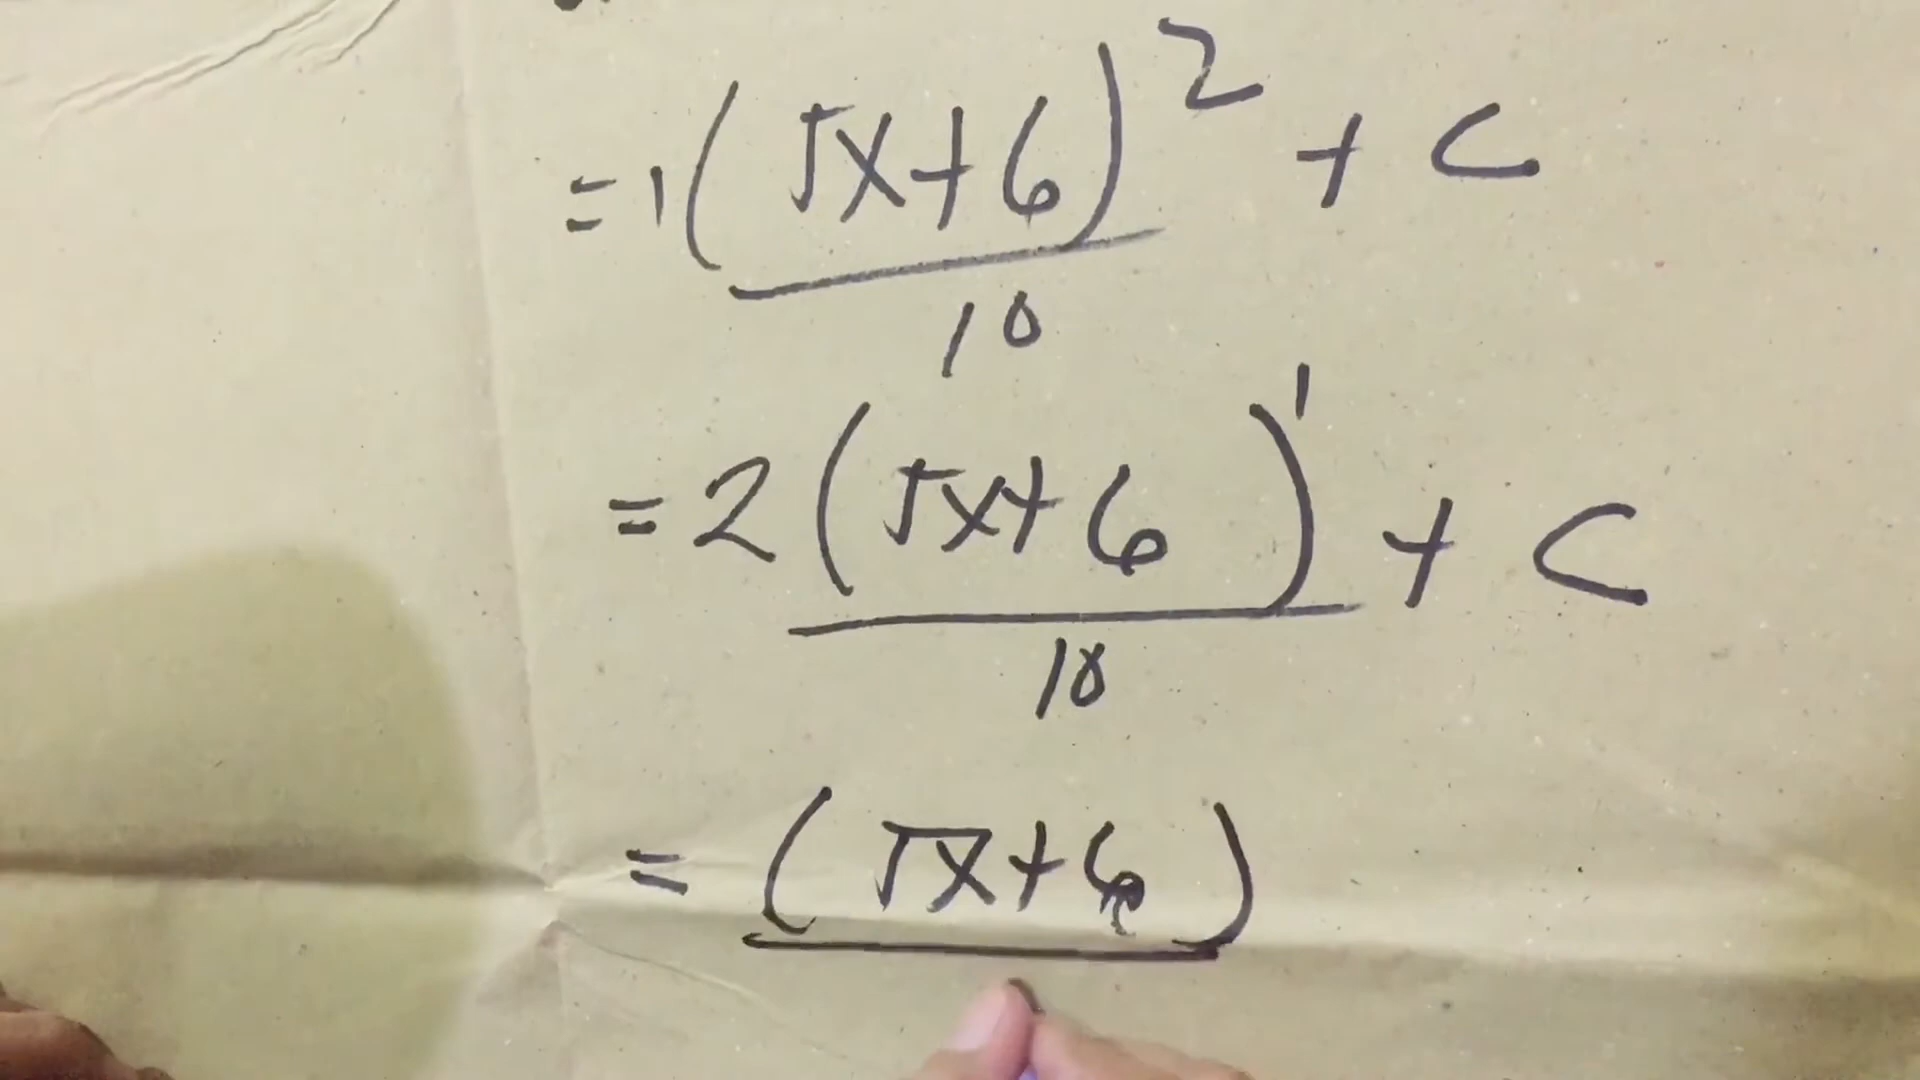 = 1(√x+6)² + C
10
= 2(√x+6)¹ + C
10
= (√x+6)